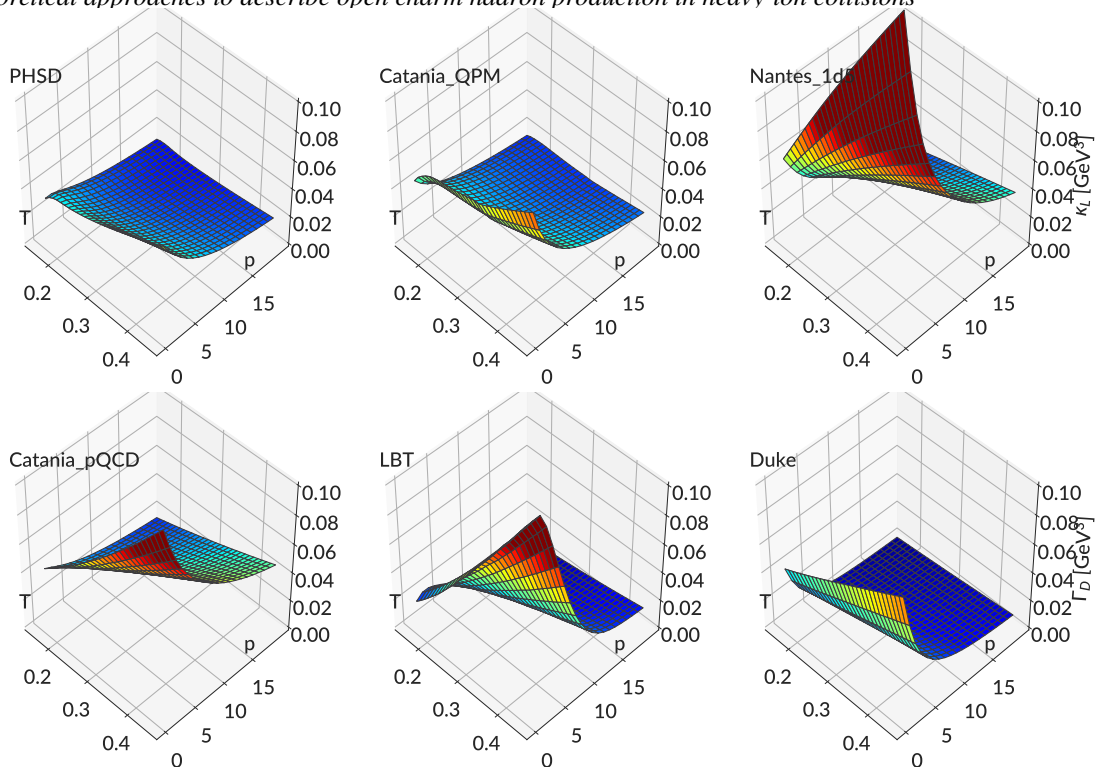 oretical approaches to describe open charm hadron production in heavy-ion collisions
PHSD
Catania_QPM
Nantes_1d
0.10 0.10 0.10
0.08 0.08 0.08
0.06 0.06 0.06
0.04 0.04 0.04
0.02 0.02 0.02
0.00 0.00 0.00
κL [GeV³]
T T T
p p p
0.2 0.2 0.2
0.3 0.3 0.3
0.4 0.4 0.4
15 15 15
10 10 10
5 5 5
0 0 0
Catania_pQCD
LBT
Duke
0.10 0.10 0.10
0.08 0.08 0.08
0.06 0.06 0.06
0.04 0.04 0.04
0.02 0.02 0.02
0.00 0.00 0.00
ΓD [GeV³]
T T T
p p p
0.2 0.2 0.2
0.3 0.3 0.3
0.4 0.4 0.4
15 15 15
10 10 10
5 5 5
0 0 0